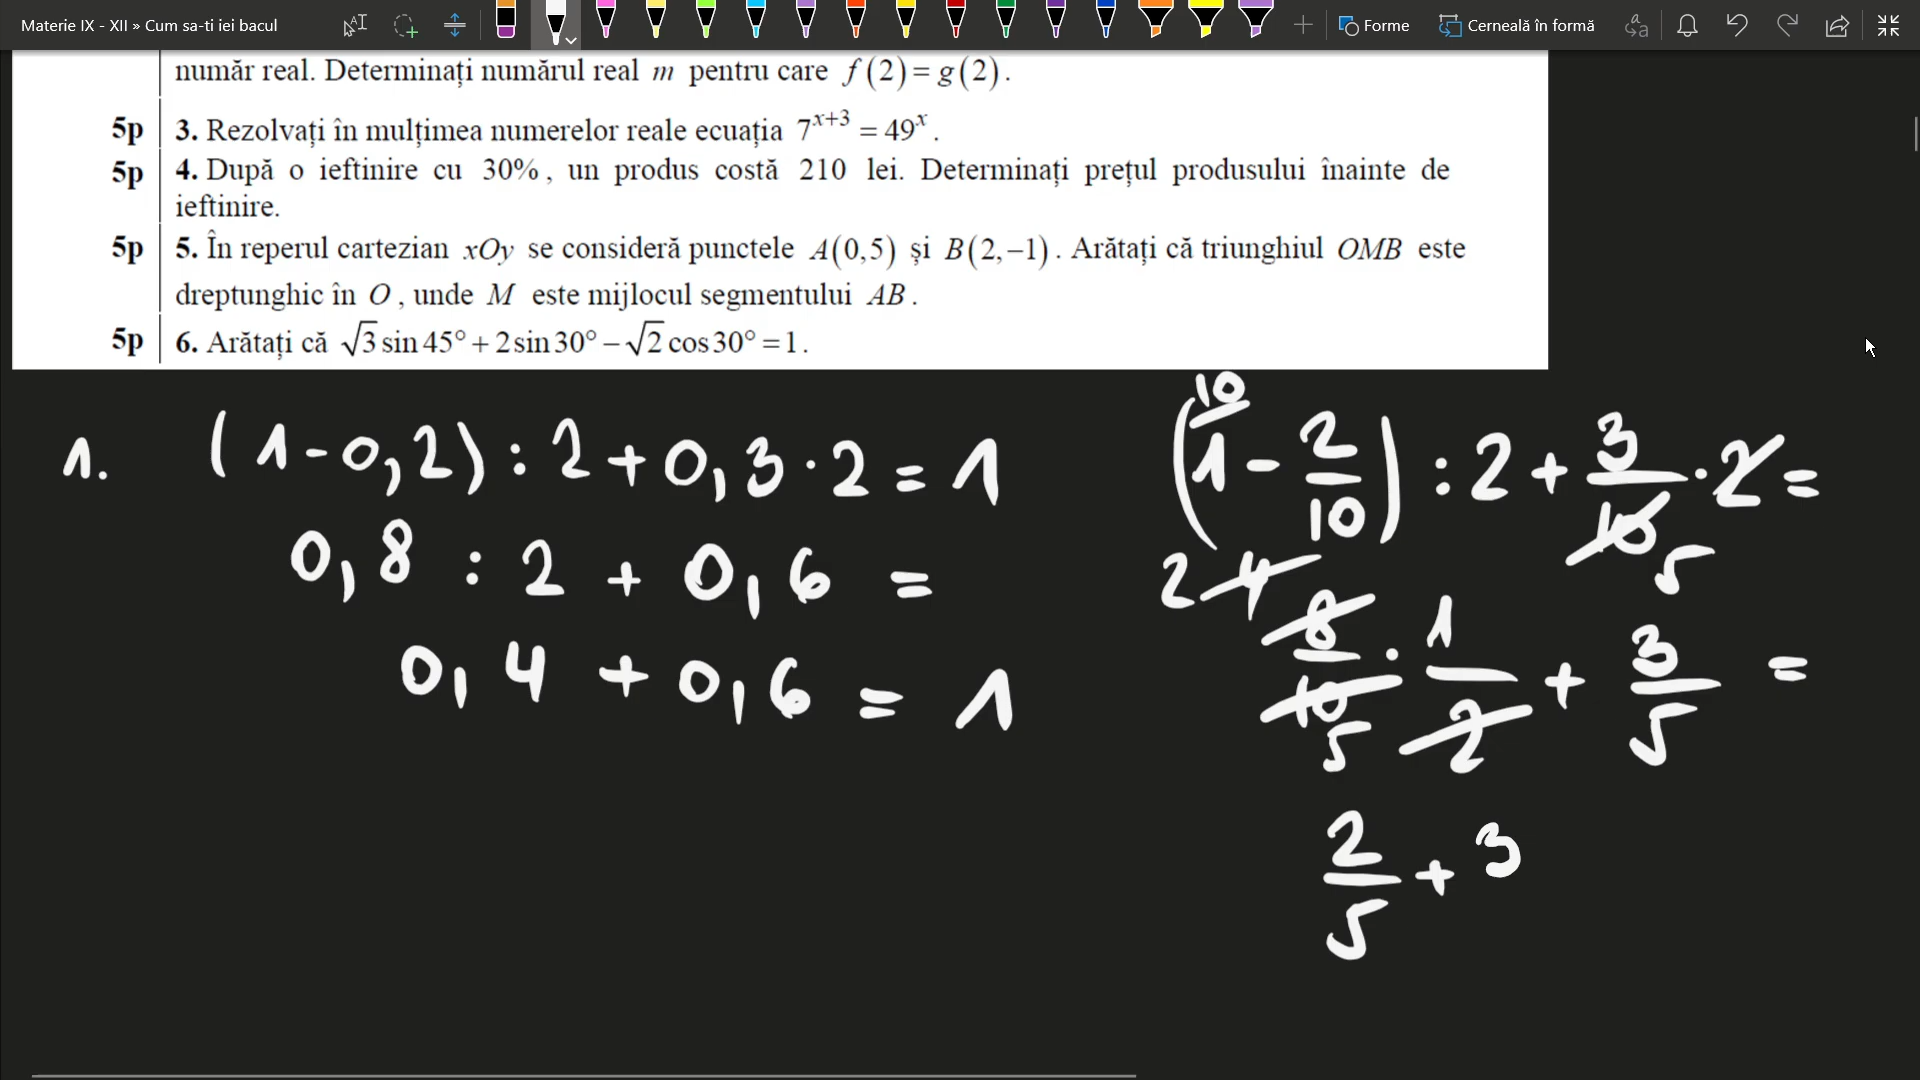 Materie IX - XII » Cum sa-ti iei bacul
Forme
Cerneală în formă
număr real. Determinați numărul real m pentru care f(2)=g(2).
5p 3. Rezolvați în mulțimea numerelor reale ecuația 7^{x+3} = 49^x.
5p 4. După o ieftinire cu 30%, un produs costă 210 lei. Determinați prețul produsului înainte de
ieftinire.
5p 5. În reperul cartezian xOy se consideră punctele A(0,5) și B(2,−1). Arătați că triunghiul OMB este
dreptunghic în O, unde M este mijlocul segmentului AB.
5p 6. Arătați că √3 sin 45° + 2 sin 30° − √2 cos 30° = 1.
1. (1-0,2):2+0,3·2=1
0,8 : 2 + 0,6 =
0,4 + 0,6 = 1
10
(1 - 2/10) : 2 + 3/10 · 2 =
5
2 4
8/10 · 1/2 + 3/5 =
5
2/5 + 3